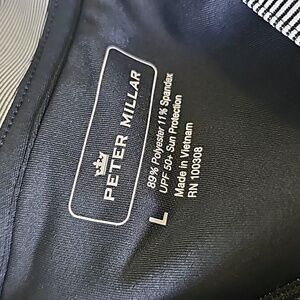 PETER MILLAR
89% Polyester 11% Spandex
UPF 50+ Sun Protection
Made in Vietnam
RN 100308
L